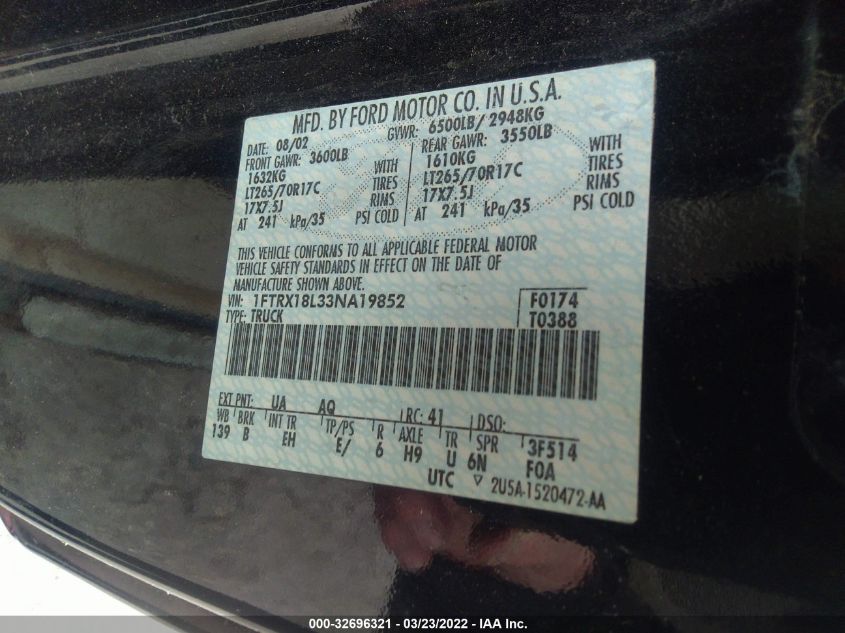 MFD. BY FORD MOTOR CO. IN U.S.A.
DATE: 08/02 GVWR: 6500LB/ 2948KG
FRONT GAWR: 3600LB REAR GAWR: 3550LB
1632KG WITH 1610KG WITH
LT265/70R17C TIRES LT265/70R17C TIRES
17X7.5J RIMS 17X7.5J RIMS
AT 241 kPa/35 PSI COLD AT 241 kPa/35 PSI COLD
THIS VEHICLE CONFORMS TO ALL APPLICABLE FEDERAL MOTOR
VEHICLE SAFETY STANDARDS IN EFFECT ON THE DATE OF
MANUFACTURE SHOWN ABOVE.
VIN: 1FTRX18L33NA19852 F0174
TYPE: TRUCK T0388
EXT PNT: UA AQ RC: 41 DSO:
WB BRK INT TR TP/PS R AXLE TR SPR 3F514
139 B EH E/ 6 H9 U 6N F0A
UTC ▽ 2U5A-1520472-AA
000-32696321 / 03/23/2022 - IAA Inc.